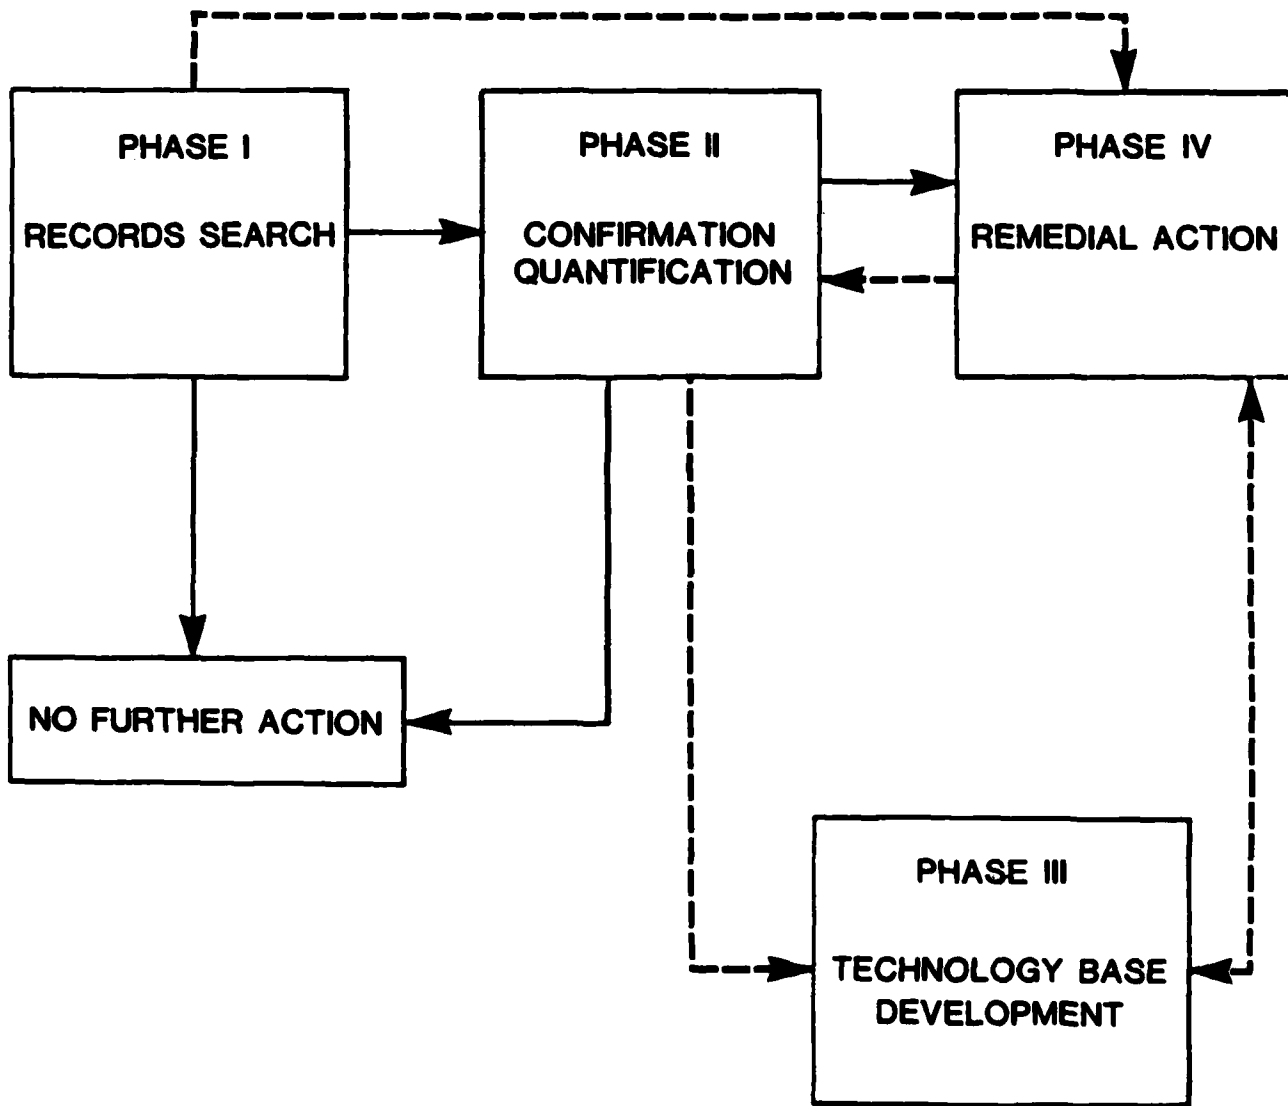 PHASE I
RECORDS SEARCH
PHASE II
CONFIRMATION
QUANTIFICATION
PHASE IV
REMEDIAL ACTION
NO FURTHER ACTION
PHASE III
TECHNOLOGY BASE
DEVELOPMENT